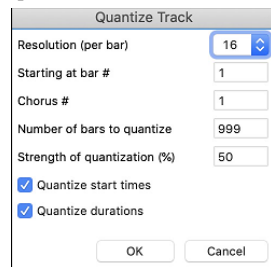 Quantize Track
Resolution (per bar) 16
Starting at bar # 1
Chorus # 1
Number of bars to quantize 999
Strength of quantization (%) 50
Quantize start times
Quantize durations
OK Cancel